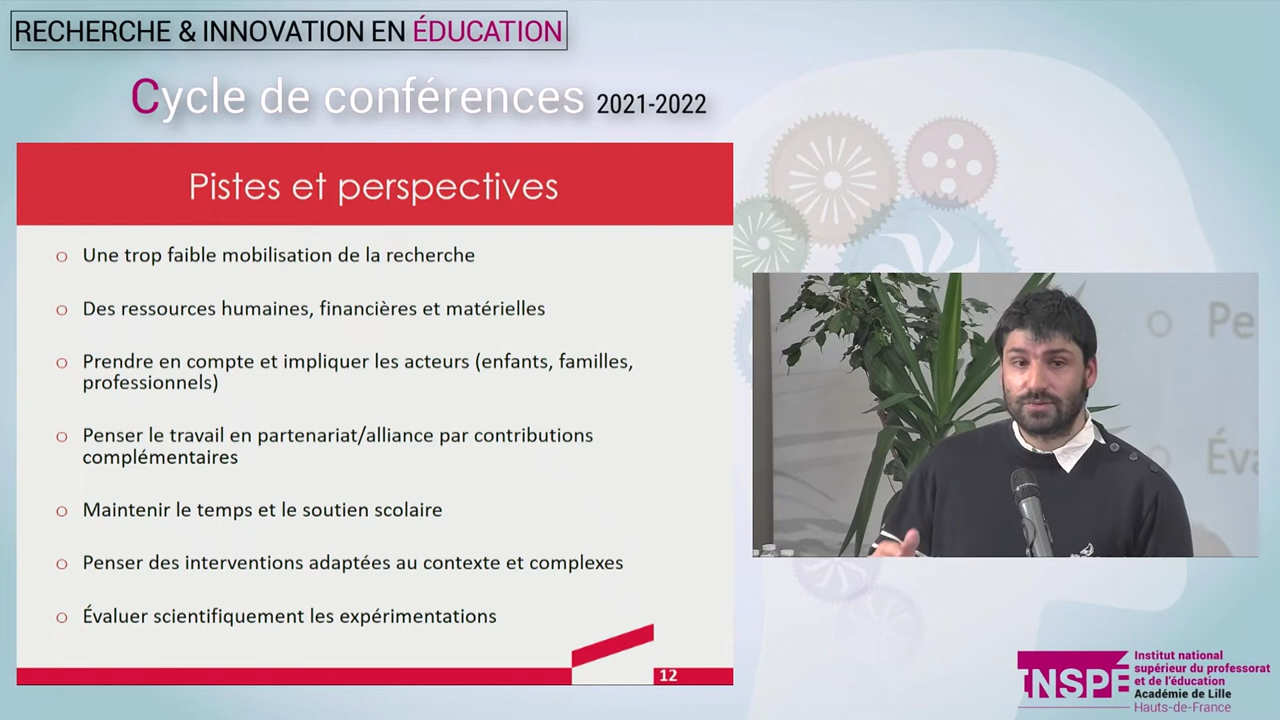 RECHERCHE & INNOVATION EN ÉDUCATION
Cycle de conférences 2021-2022
Pistes et perspectives
o Une trop faible mobilisation de la recherche
o Des ressources humaines, financières et matérielles
o Prendre en compte et impliquer les acteurs (enfants, familles,
professionnels)
o Penser le travail en partenariat/alliance par contributions
complémentaires
o Maintenir le temps et le soutien scolaire
o Penser des interventions adaptées au contexte et complexes
o Évaluer scientifiquement les expérimentations
12
o Pe
Éva
INSPÉ
Institut national
supérieur du professorat
et de l'éducation
Académie de Lille
Hauts-de-France